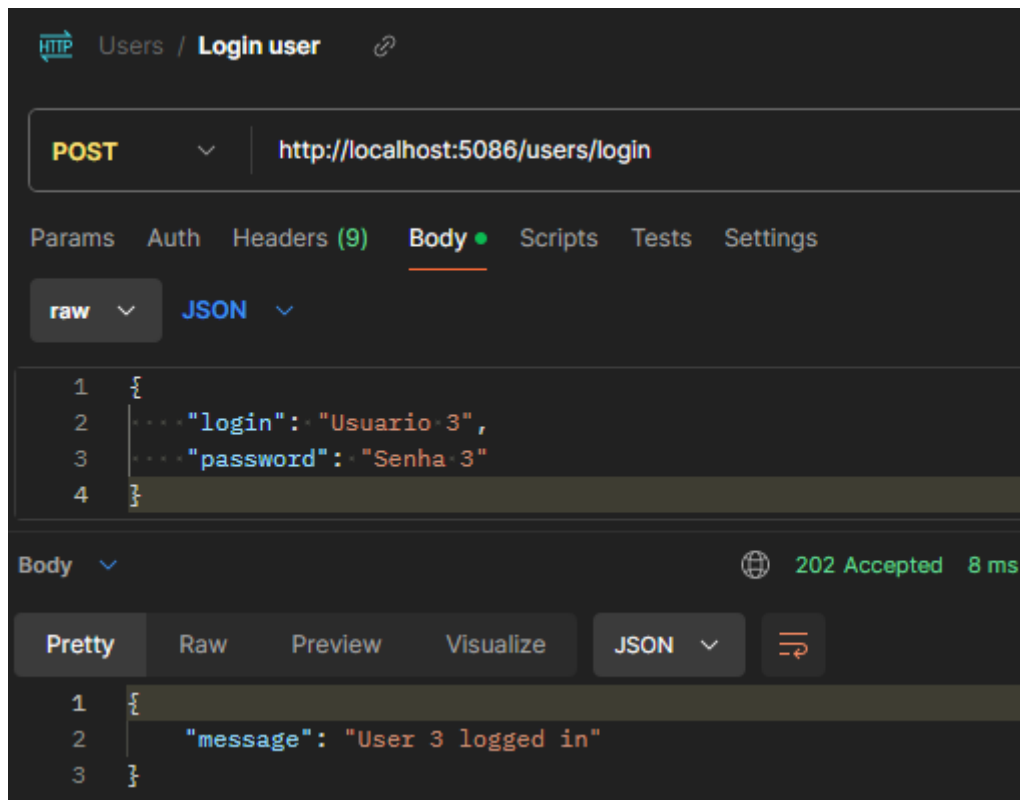 HTTP Users / Login user
POST http://localhost:5086/users/login
Params Auth Headers (9) Body Scripts Tests Settings
raw JSON
1 {
2 ····"login":·"Usuario·3",
3 ····"password":·"Senha·3"
4 }
Body 202 Accepted 8 ms
Pretty Raw Preview Visualize JSON
1 {
2     "message": "User 3 logged in"
3 }